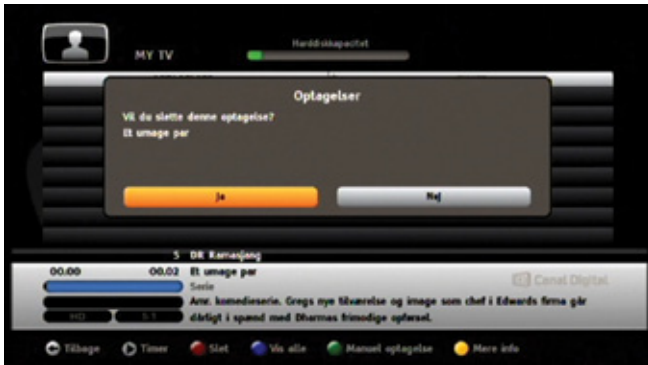 Harddiskkapacitet
MY TV
Optagelser
Vil du slette denne optagelse?
Et umage par
Ja
Nej
5 DR Ramasjang
00.00 00.02 Et umage par
Serie
Canal Digital
Amr. komedieserie. Gregs nye tilværelse og image som chef i Edwards firma går
HD 5:1 dårligt i spænd med Dharmas frimodige opførsel.
Tilbage Timer Slet Vis alle Manuel optagelse Mere info